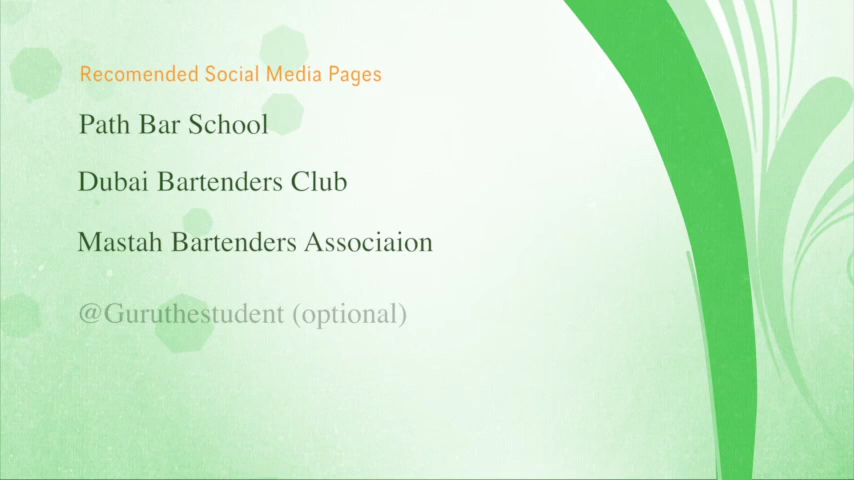 Recomended Social Media Pages
Path Bar School
Dubai Bartenders Club
Mastah Bartenders Associaion
@Guruthestudent (optional)